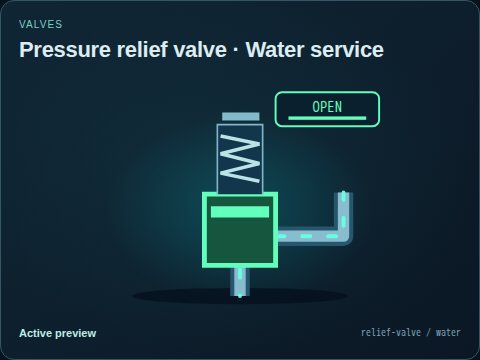 VALVES
Pressure relief valve · Water service
OPEN
Active preview
relief-valve / water